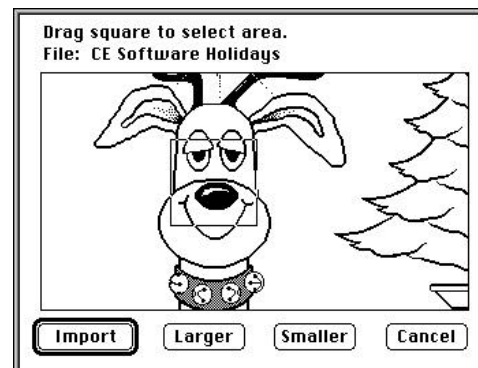 Drag square to select area.
File: CE Software Holidays
Import
Larger
Smaller
Cancel